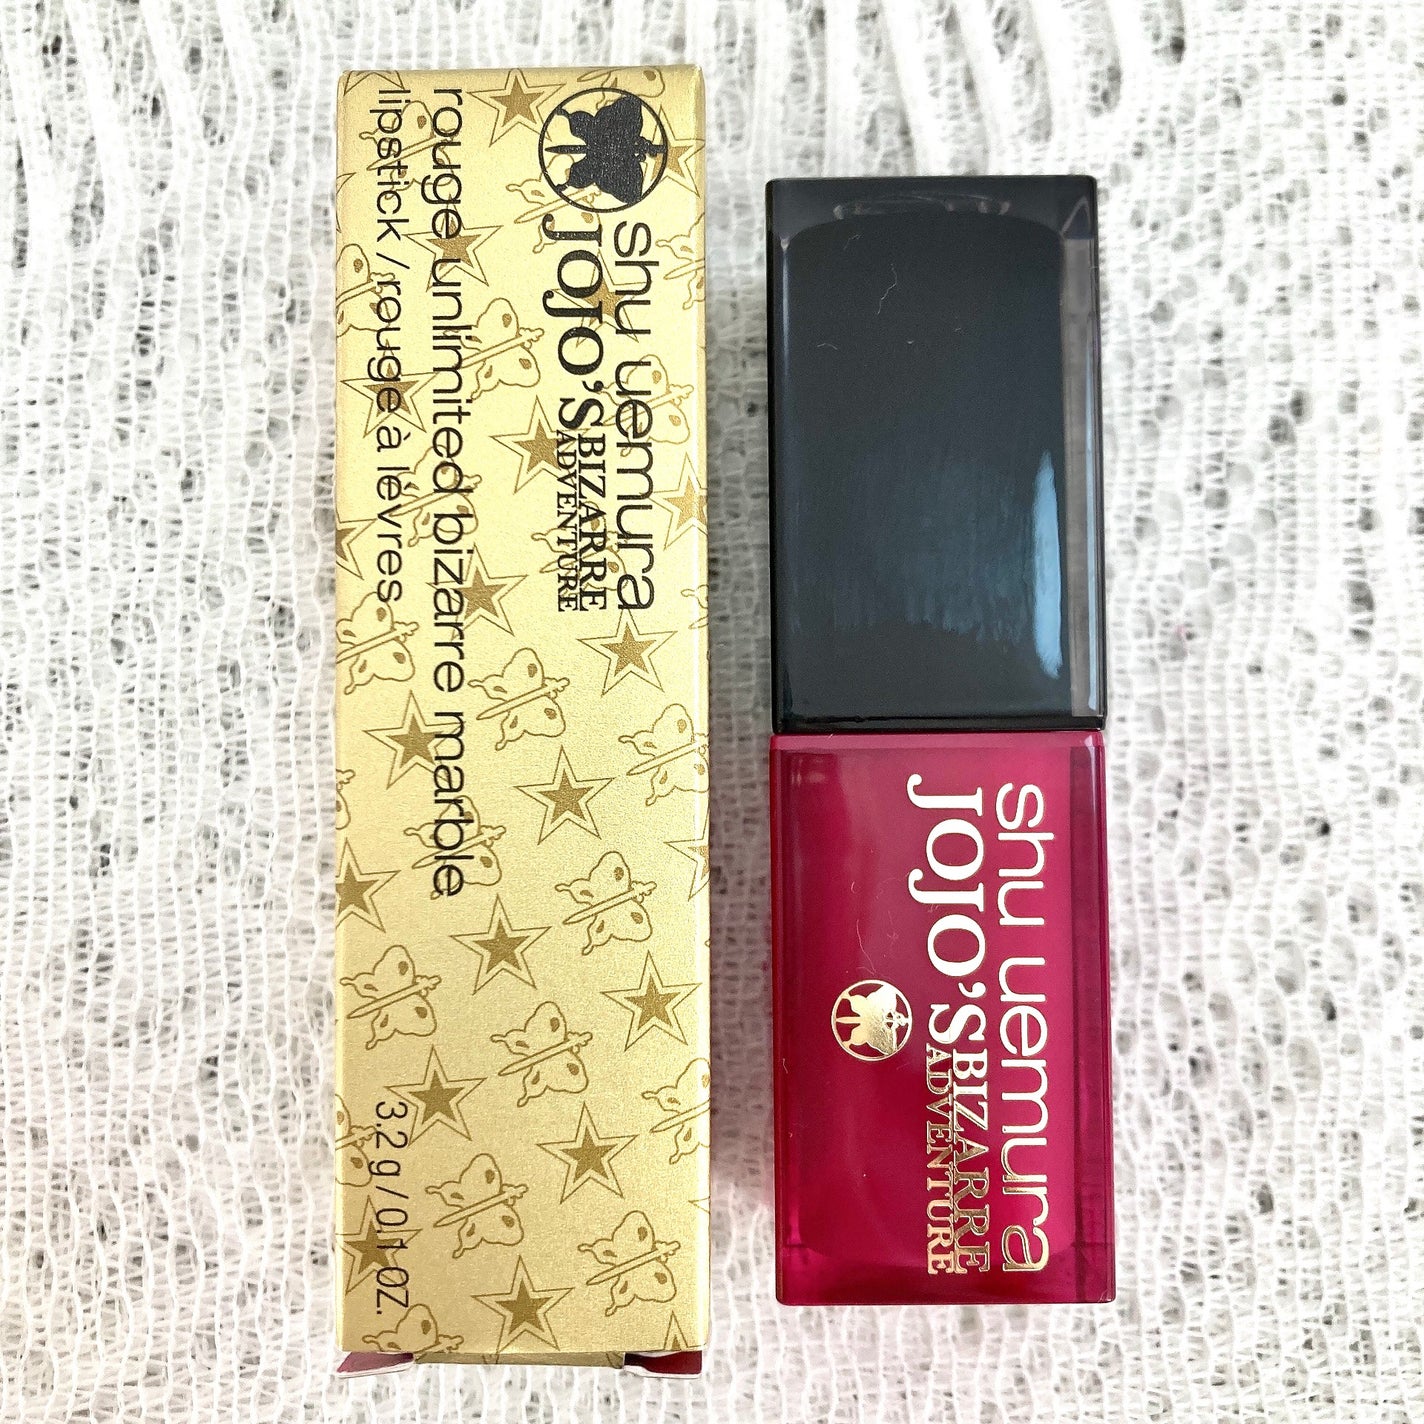 shu uemura
JOJO'S BIZARRE ADVENTURE
rouge unlimited bizarre marble
lipstick / rouge à lèvres
3.2 g / 0.1 OZ.
shu uemura
JOJO'S BIZARRE ADVENTURE